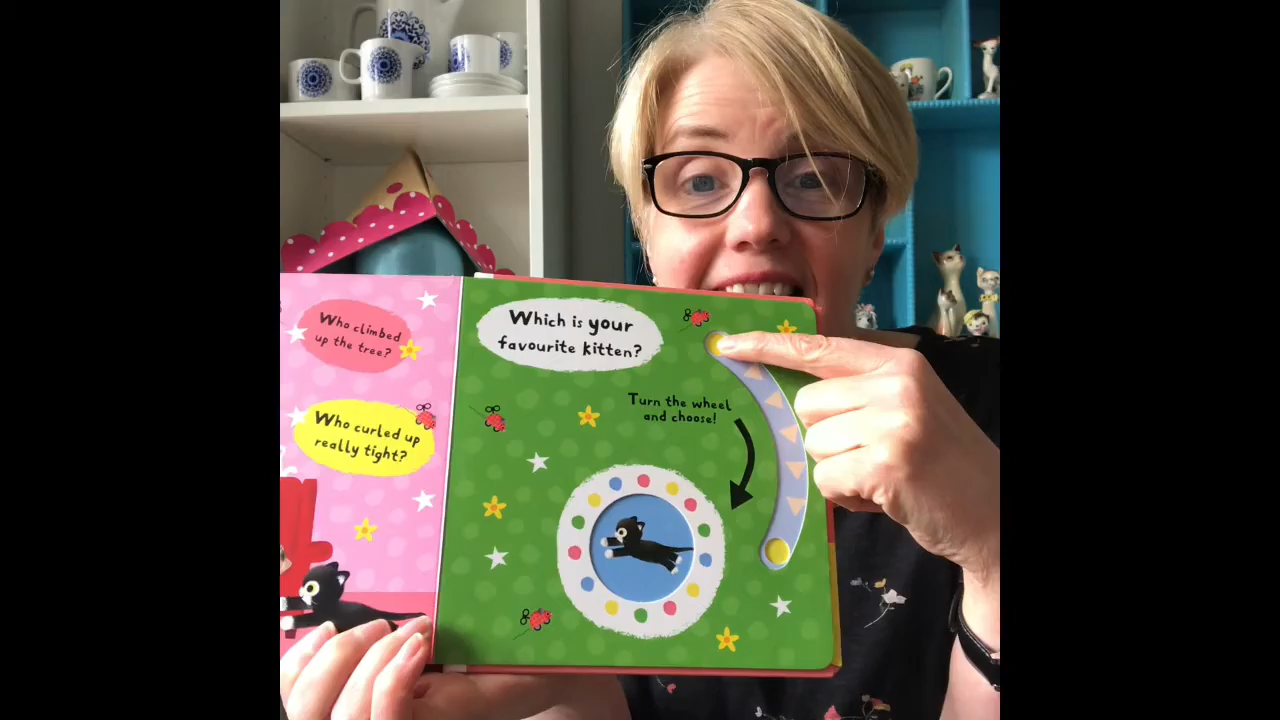 Who climbed
up the tree?
Who curled up
really tight?
Which is your
favourite kitten?
Turn the wheel
and choose!